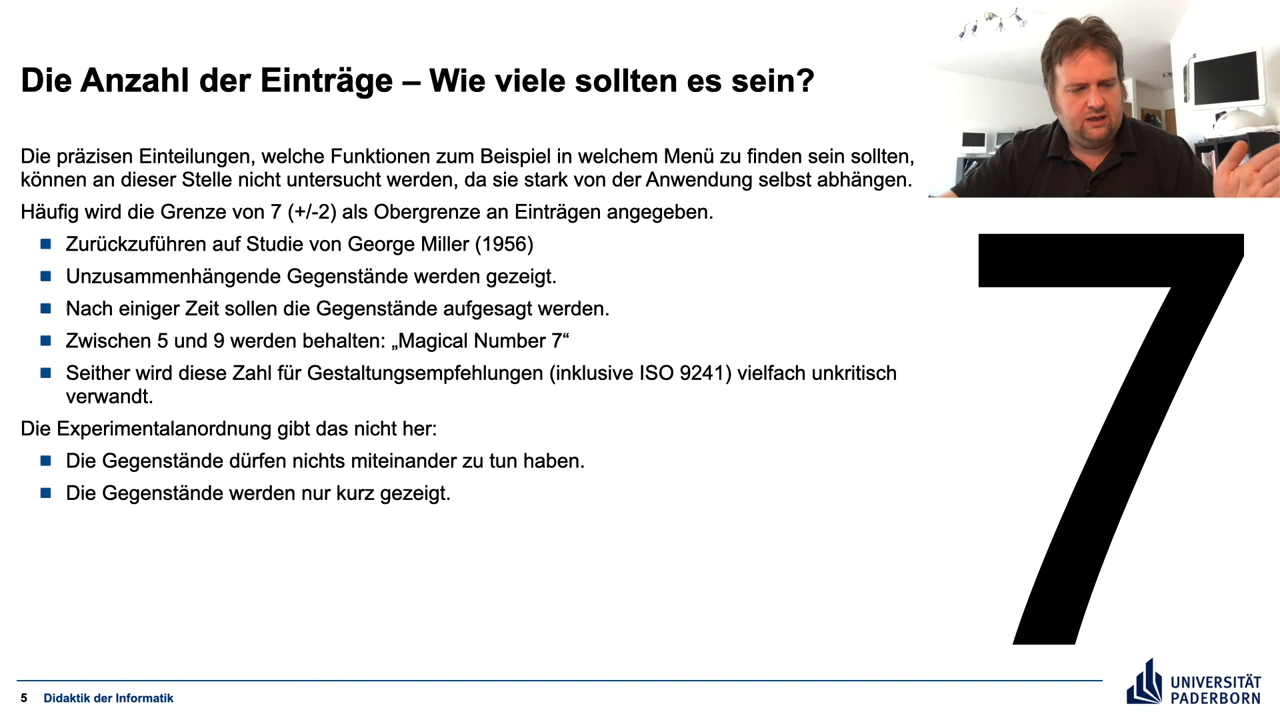 Die Anzahl der Einträge – Wie viele sollten es sein?
Die präzisen Einteilungen, welche Funktionen zum Beispiel in welchem Menü zu finden sein sollten,
können an dieser Stelle nicht untersucht werden, da sie stark von der Anwendung selbst abhängen.
Häufig wird die Grenze von 7 (+/-2) als Obergrenze an Einträgen angegeben.
Zurückzuführen auf Studie von George Miller (1956)
Unzusammenhängende Gegenstände werden gezeigt.
Nach einiger Zeit sollen die Gegenstände aufgesagt werden.
Zwischen 5 und 9 werden behalten: „Magical Number 7“
Seither wird diese Zahl für Gestaltungsempfehlungen (inklusive ISO 9241) vielfach unkritisch
verwandt.
Die Experimentalanordnung gibt das nicht her:
Die Gegenstände dürfen nichts miteinander zu tun haben.
Die Gegenstände werden nur kurz gezeigt.
7
5 Didaktik der Informatik
UNIVERSITÄT
PADERBORN